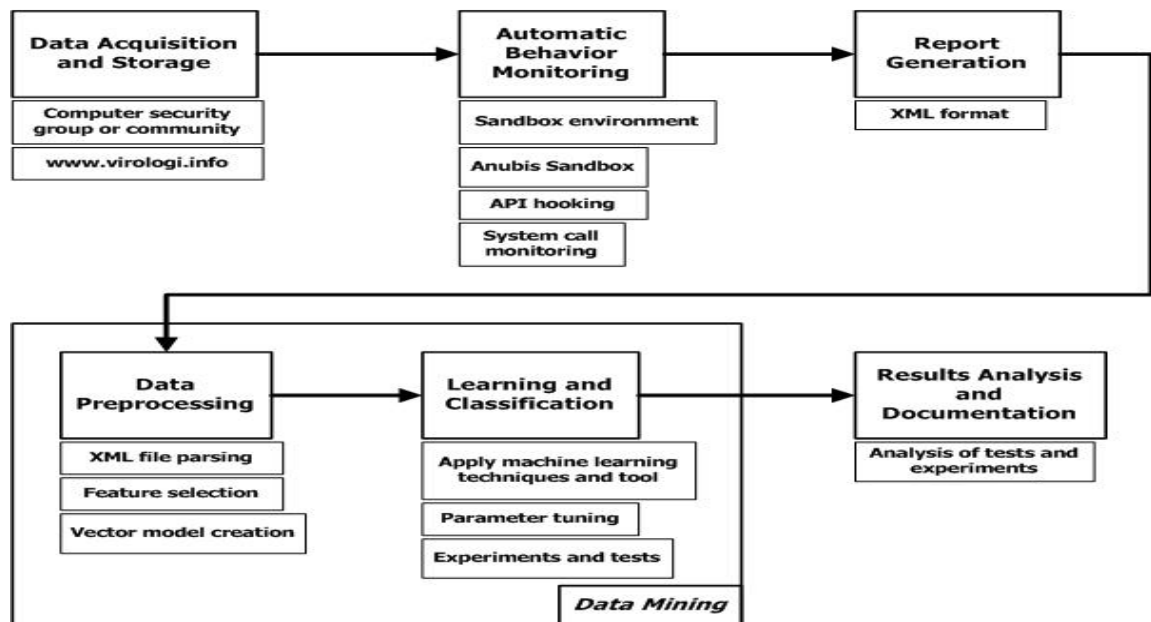 Data Acquisition
and Storage
Computer security
group or community
www.virologi.info
Automatic
Behavior
Monitoring
Sandbox environment
Anubis Sandbox
API hooking
System call
monitoring
Report
Generation
XML format
Data
Preprocessing
XML file parsing
Feature selection
Vector model creation
Learning and
Classification
Apply machine learning
techniques and tool
Parameter tuning
Experiments and tests
Data Mining
Results Analysis
and
Documentation
Analysis of tests and
experiments